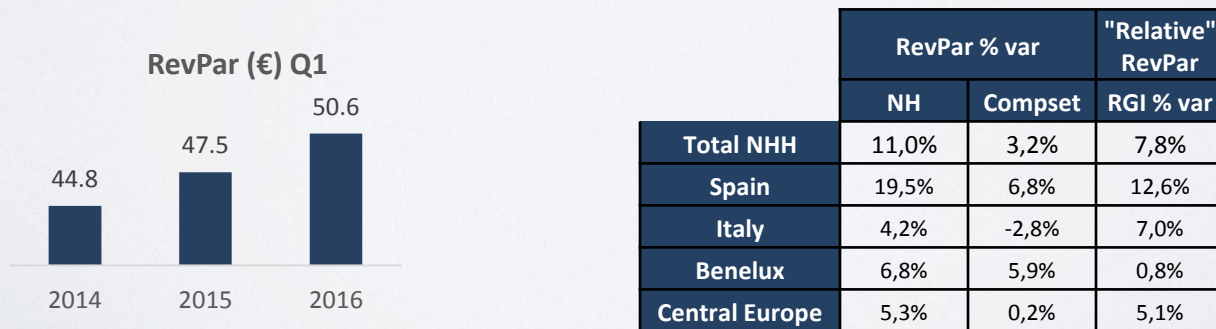 RevPar (€) Q1
44.8
47.5
50.6
2014 2015 2016
RevPar % var
"Relative"
RevPar
NH Compset RGI % var
Total NHH 11,0% 3,2% 7,8%
Spain 19,5% 6,8% 12,6%
Italy 4,2% -2,8% 7,0%
Benelux 6,8% 5,9% 0,8%
Central Europe 5,3% 0,2% 5,1%